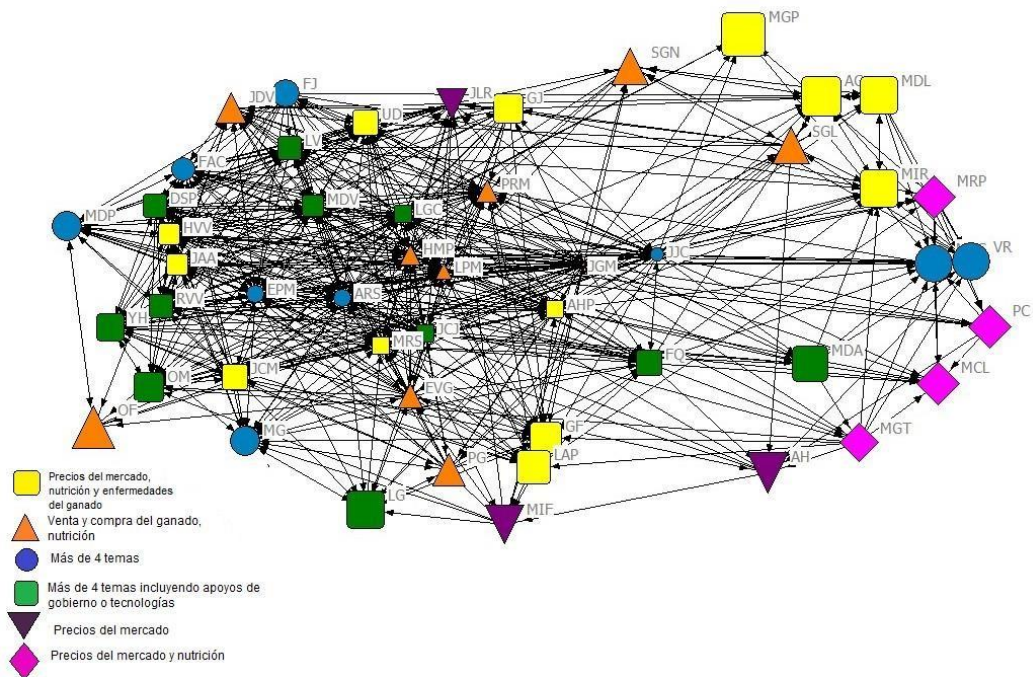 MGP
SGN
AG
MDL
FJ
JLR
GJ
JDV
UD
SGL
LV
FAC
MIR
MRP
PRM
DSP
MDV
LGC
MDP
HVV
HMP
JJC
VR
JAA
LPM
JGM
EPM
ARS
AHP
RVV
PC
YH
JCJ
MRS
FQ
MDA
OM
JCM
MCL
EVG
OF
MG
GF
MGT
LAP
PG
AH
LG
MIF
Precios del mercado,
nutrición y enfermedades
del ganado
Venta y compra del ganado,
nutrición
Más de 4 temas
Más de 4 temas incluyendo apoyos de
gobierno o tecnologías
Precios del mercado
Precios del mercado y nutrición